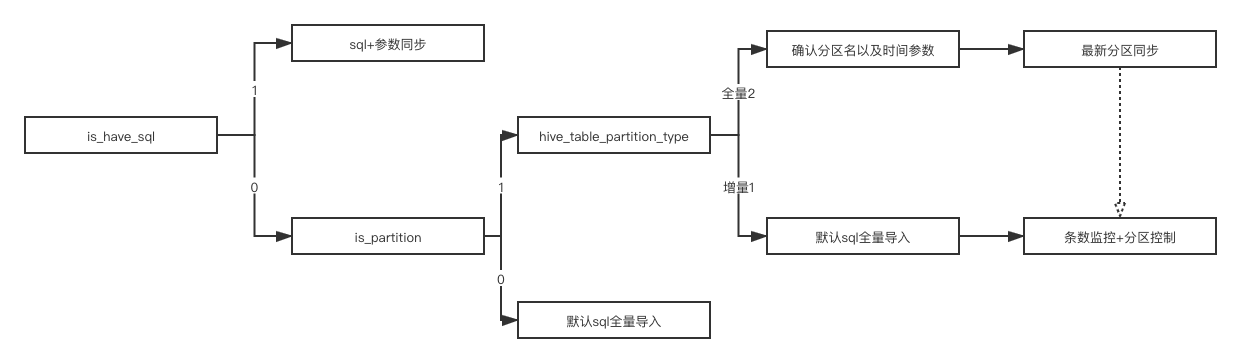 sql+参数同步
确认分区名以及时间参数
最新分区同步
1
全量2
is_have_sql
hive_table_partition_type
0
1
增量1
is_partition
默认sql全量导入
条数监控+分区控制
0
默认sql全量导入